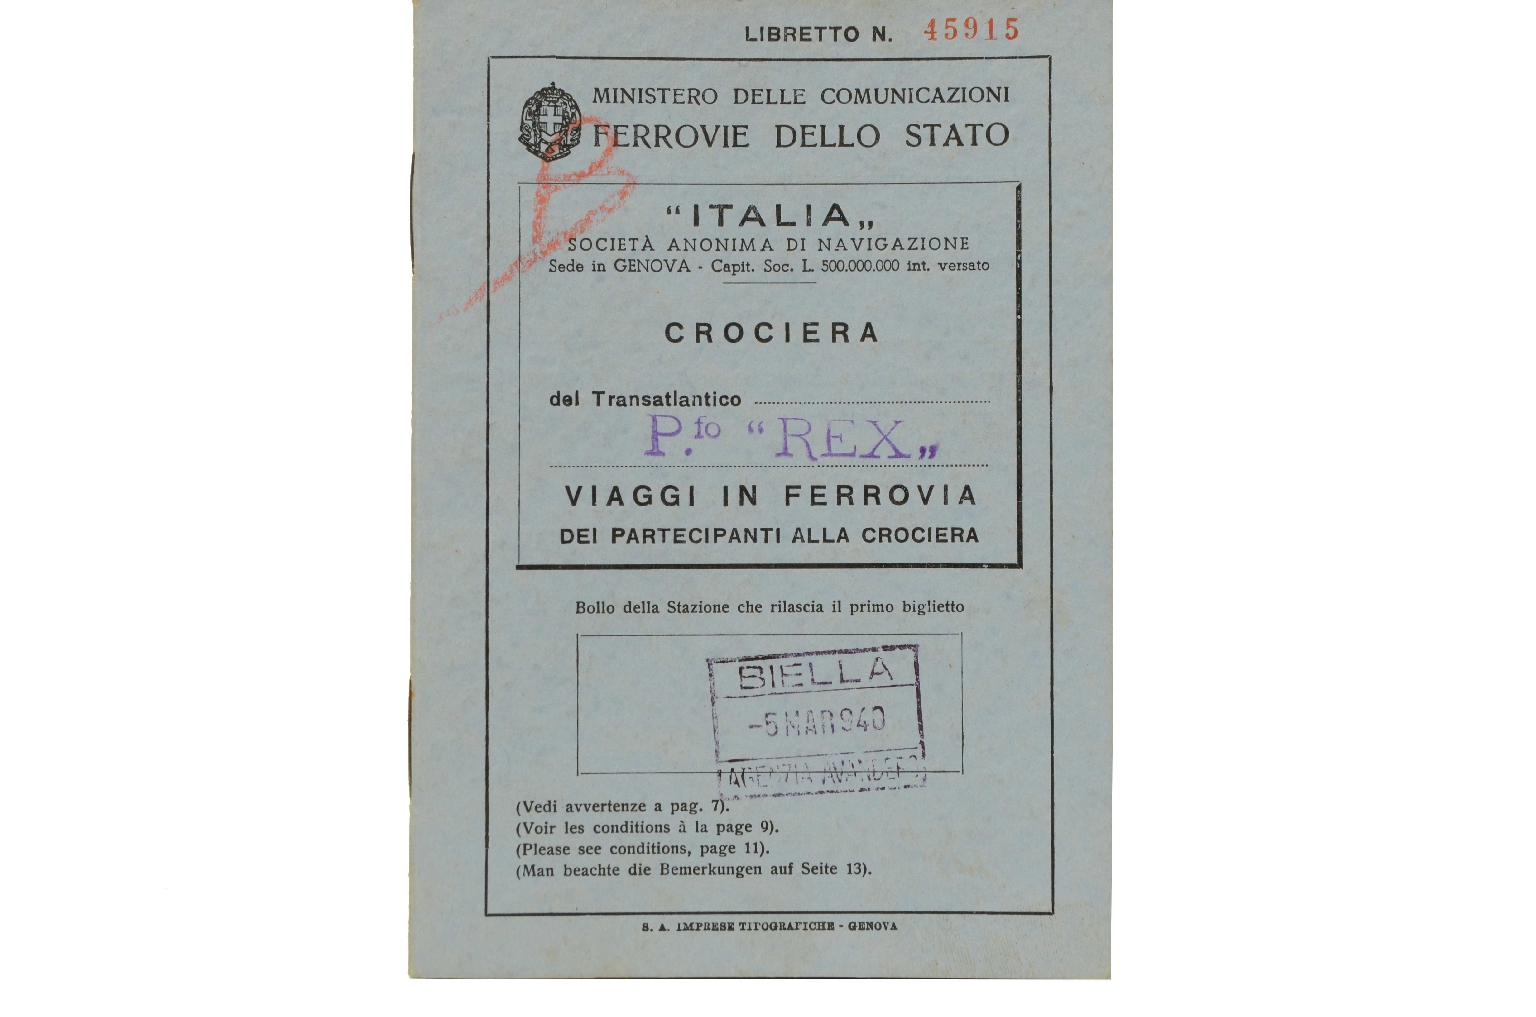 LIBRETTO N. 45915
MINISTERO DELLE COMUNICAZIONI
FERROVIE DELLO STATO
B
"ITALIA„
SOCIETÀ ANONIMA DI NAVIGAZIONE
Sede in GENOVA - Capit. Soc. L. 500.000.000 int. versato
CROCIERA
del Transatlantico
P.fo "REX„
VIAGGI IN FERROVIA
DEI PARTECIPANTI ALLA CROCIERA
Bollo della Stazione che rilascia il primo biglietto
BIELLA
-5 MAR 940
AGENZIA
(Vedi avvertenze a pag. 7).
(Voir les conditions à la page 9).
(Please see conditions, page 11).
(Man beachte die Bemerkungen auf Seite 13).
S. A. IMPRESE TIPOGRAFICHE - GENOVA